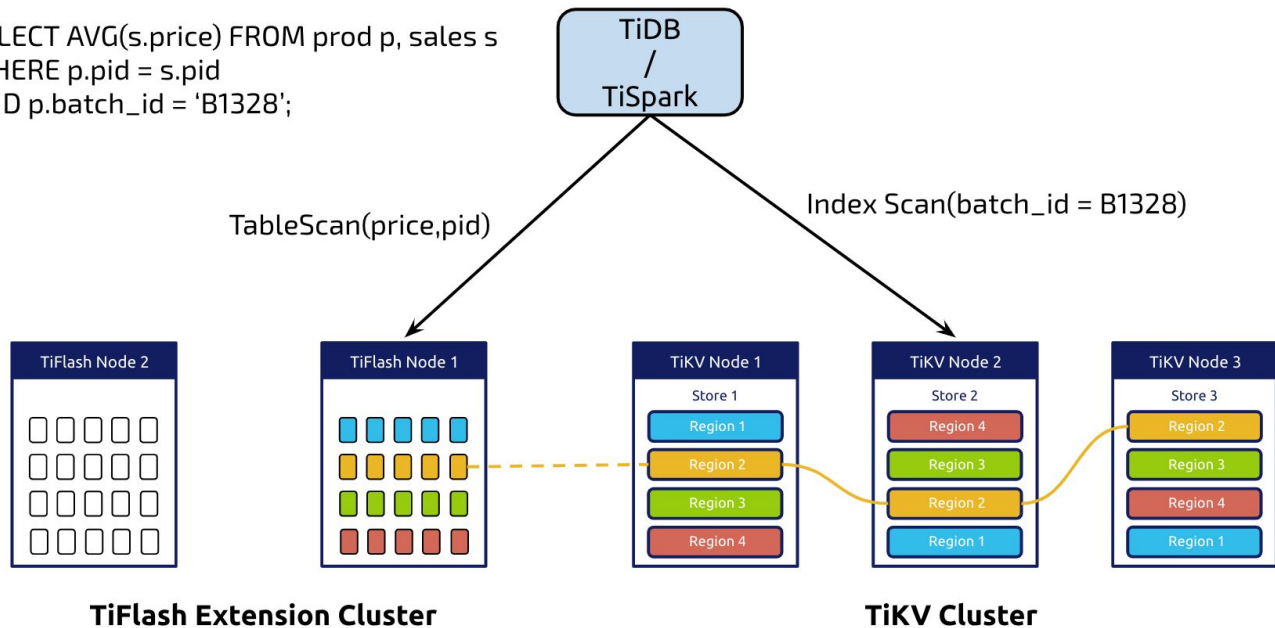 LECT AVG(s.price) FROM prod p, sales s
HERE p.pid = s.pid
D p.batch_id = ‘B1328’;
TiDB
/
TiSpark
TableScan(price,pid)
Index Scan(batch_id = B1328)
TiFlash Node 2
TiFlash Node 1
TiKV Node 1
Store 1
Region 1
Region 2
Region 3
Region 4
TiKV Node 2
Store 2
Region 4
Region 3
Region 2
Region 1
TiKV Node 3
Store 3
Region 2
Region 3
Region 4
Region 1
TiFlash Extension Cluster
TiKV Cluster